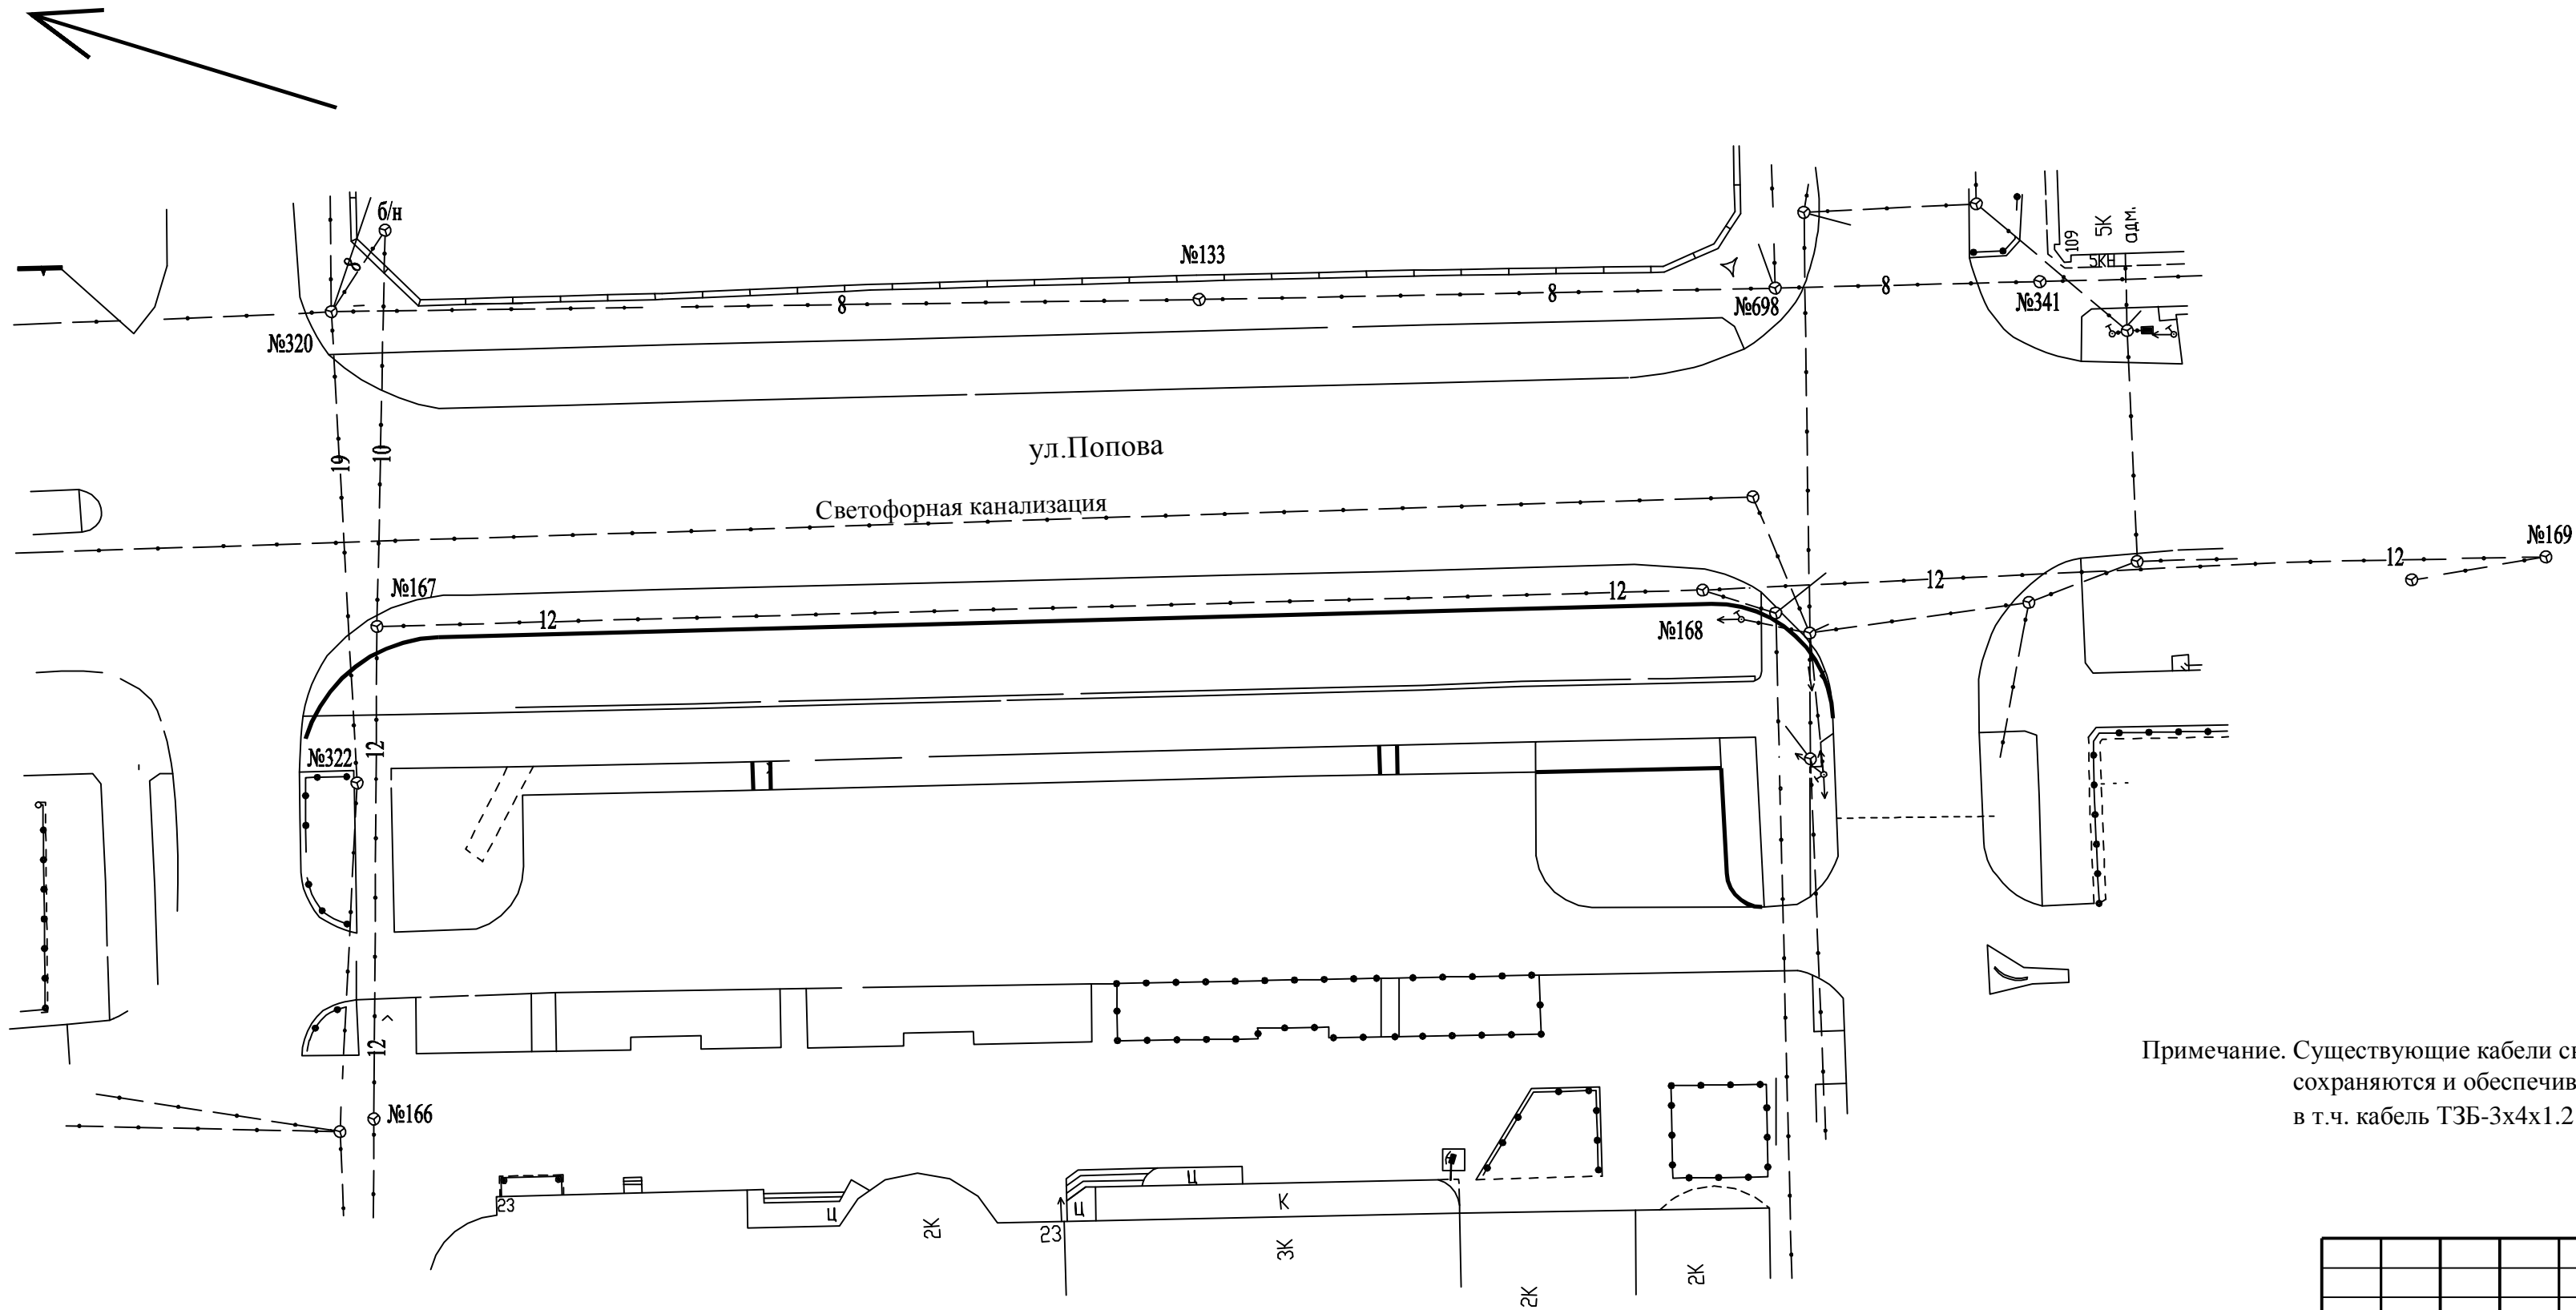 б/н
№133
109
5К
адм.
5КН
8
8
8
8
№698
№341
№320
19
10
ул.Попова
Светофорная канализация
№169
12
12
№167
12
12
№168
№322
12
12
№166
Примечание. Существующие кабели
сохраняются и
в т.ч. кабель ТЗБ-3х4х1.2
23
ц
2К
23
ц
ц
К
3К
2К
2К